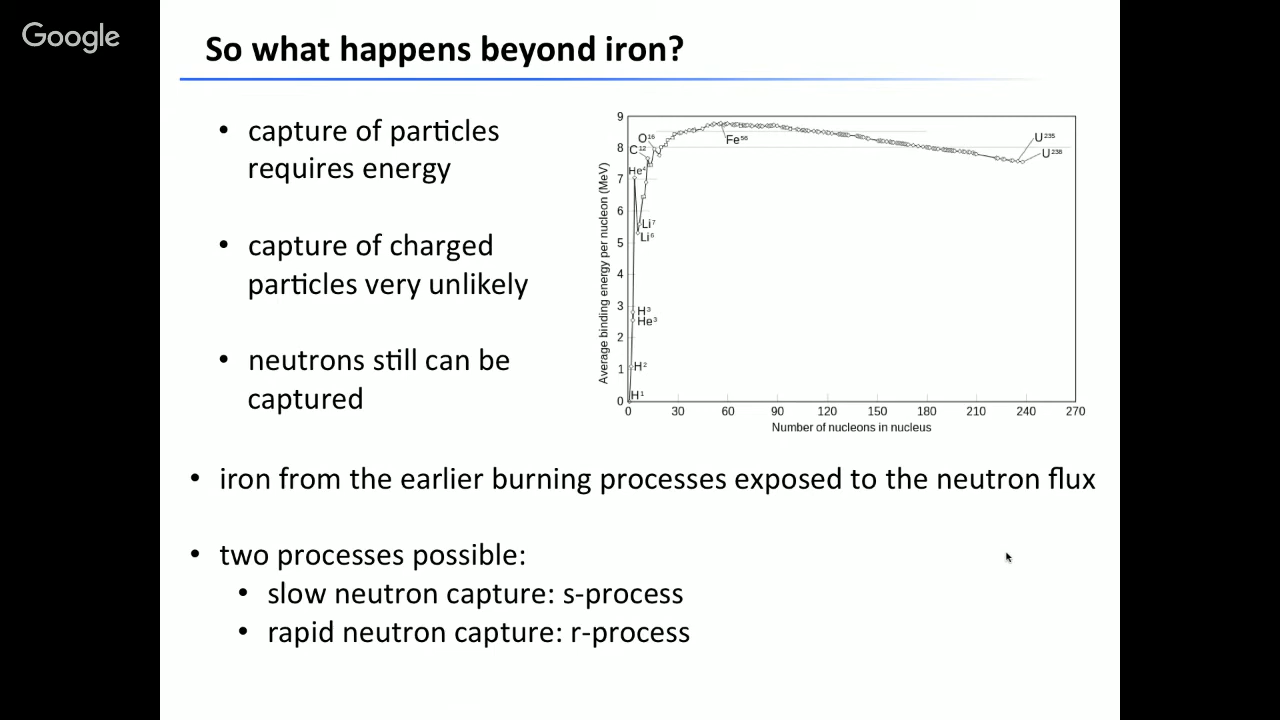 Google
So what happens beyond iron?
• capture of particles
requires energy
• capture of charged
particles very unlikely
• neutrons still can be
captured
Average binding energy per nucleon (MeV)
9
8
7
6
5
4
3
2
1
0
O¹⁶
C¹²
He⁴
Li⁷
Li⁶
H³
He³
H²
H¹
Fe⁵⁶
U²³⁵
U²³⁸
0 30 60 90 120 150 180 210 240 270
Number of nucleons in nucleus
• iron from the earlier burning processes exposed to the neutron flux
• two processes possible:
• slow neutron capture: s-process
• rapid neutron capture: r-process